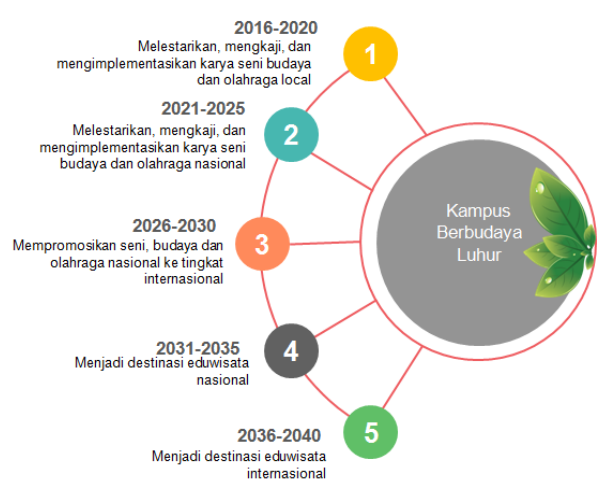 2016-2020
Melestarikan, mengkaji, dan
mengimplementasikan karya seni budaya
dan olahraga local
1
2021-2025
Melestarikan, mengkaji, dan
mengimplementasikan karya seni
budaya dan olahraga nasional
2
2026-2030
Mempromosikan seni, budaya dan
olahraga nasional ke tingkat
internasional
3
2031-2035
Menjadi destinasi eduwisata
nasional
4
2036-2040
Menjadi destinasi eduwisata
internasional
5
Kampus
Berbudaya
Luhur